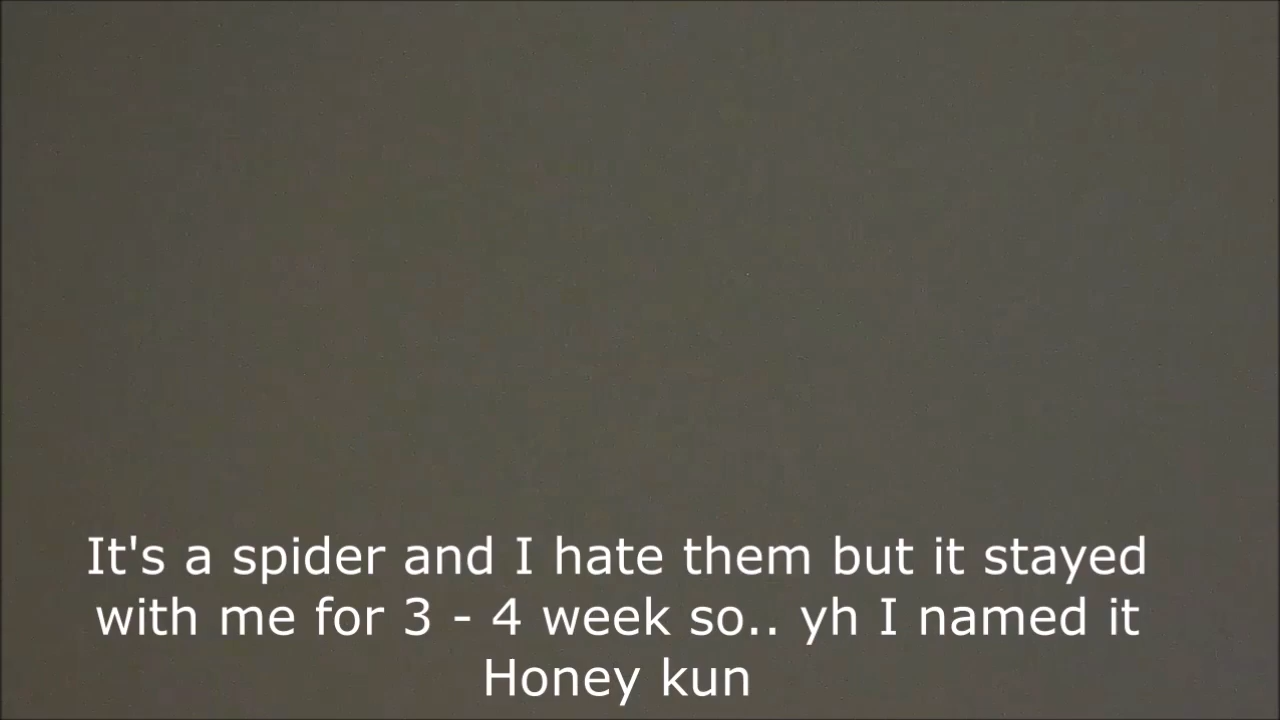 It's a spider and I hate them but it stayed
with me for 3 - 4 week so.. yh I named it
Honey kun